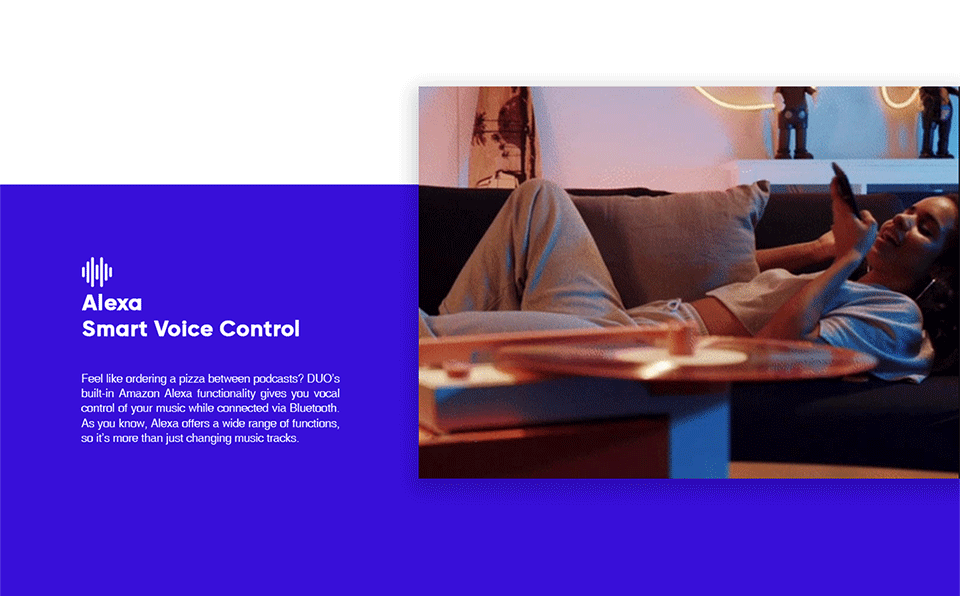 Alexa
Smart Voice Control
Feel like ordering a pizza between podcasts? DUO's
built-in Amazon Alexa functionality gives you vocal
control of your music while connected via Bluetooth.
As you know, Alexa offers a wide range of functions,
so it's more than just changing music tracks.